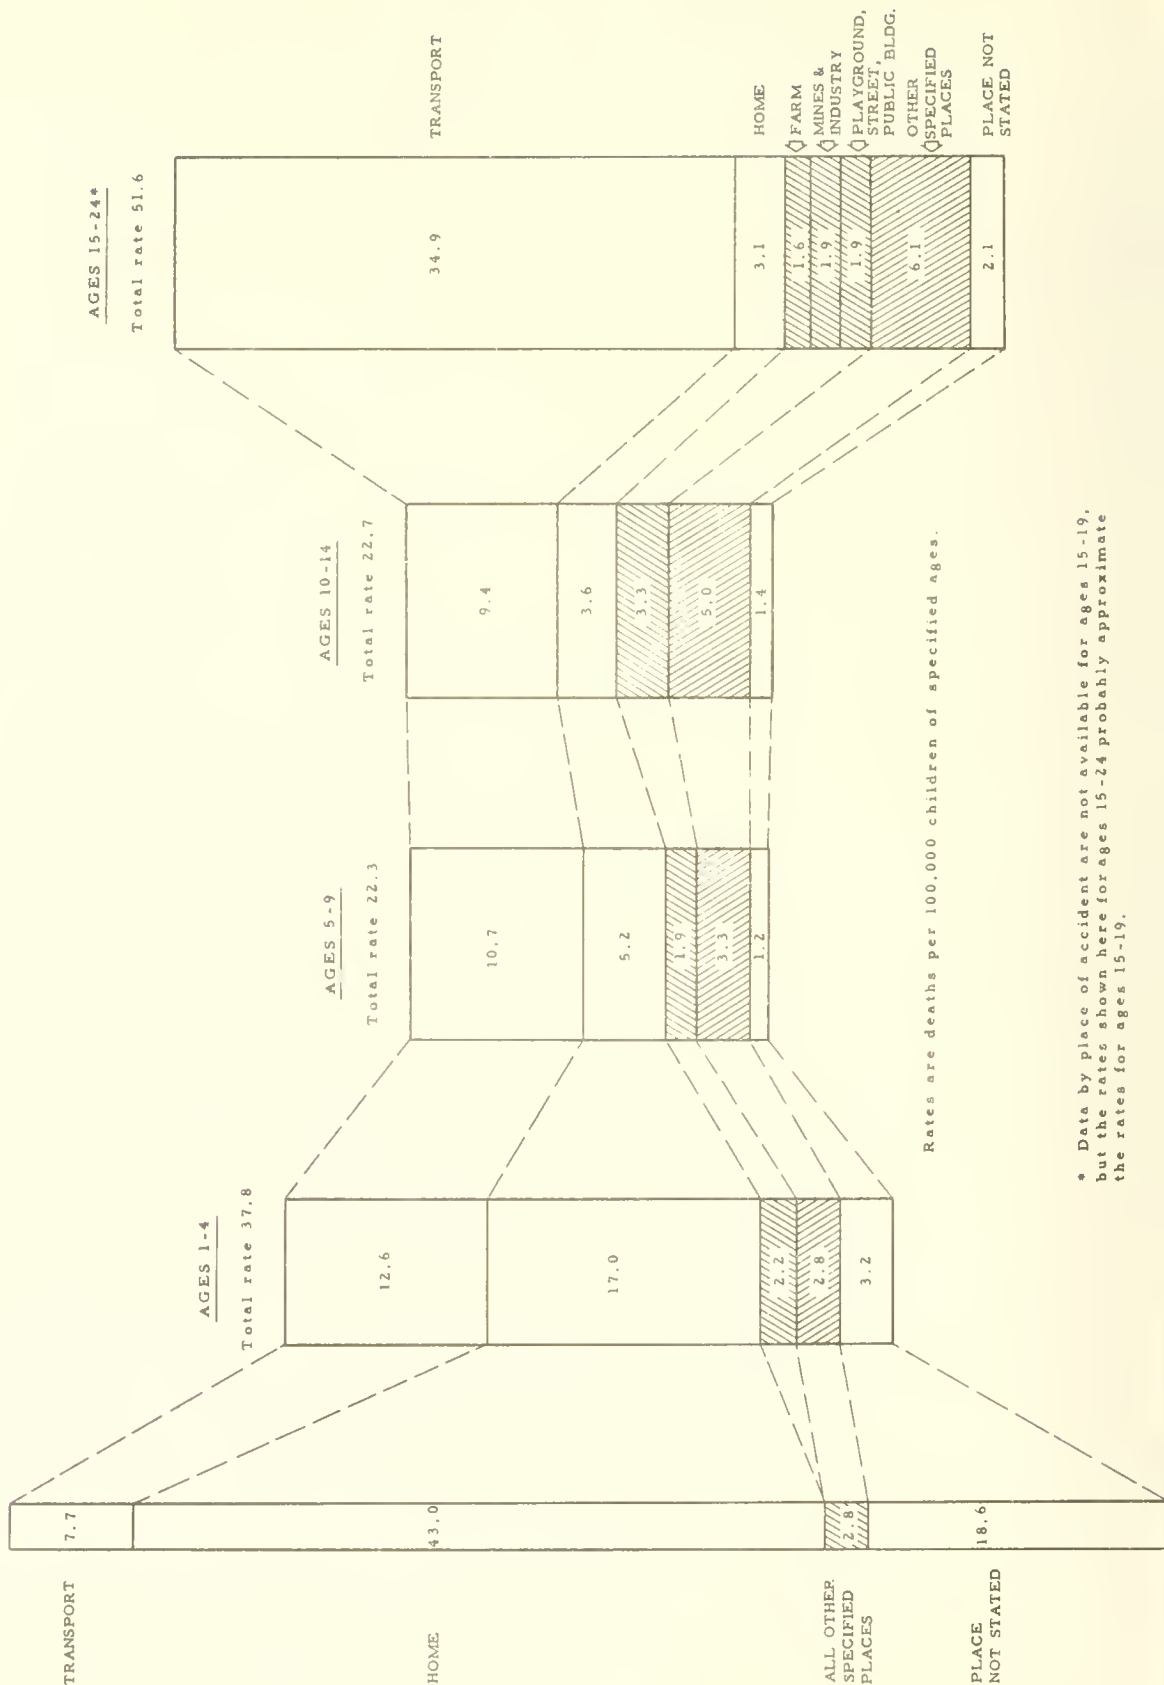 TRANSPORT
HOME
ALL OTHER
SPECIFIED
PLACES
PLACE
NOT STATED
7.7
43.0
2.8
18.6
AGES 1-4
Total rate 37.8
12.6
17.0
2.2
2.8
3.2
AGES 5-9
Total rate 22.3
10.7
5.2
1.9
3.3
1.2
AGES 10-14
Total rate 22.7
9.4
3.6
3.3
5.0
1.4
AGES 15-24*
Total rate 51.6
34.9
3.1
1.6
1.9
1.9
6.1
2.1
TRANSPORT
HOME
FARM
MINES &
INDUSTRY
PLAYGROUND,
STREET,
PUBLIC BLDG.
OTHER
SPECIFIED
PLACES
PLACE NOT
STATED
Rates are deaths per 100,000 children of specified ages.
* Data by place of accident are not available for ages 15-19,
but the rates shown here for ages 15-24 probably approximate
the rates for ages 15-19.